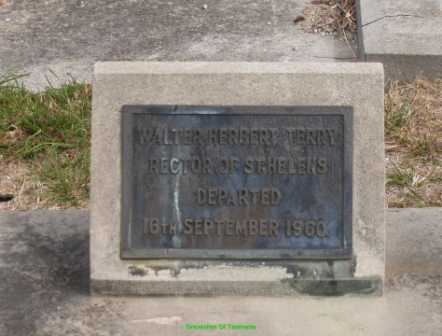 WALTER HERBERT TERRY
RECTOR OF ST.HELENS
DEPARTED
16TH SEPTEMBER 1960.
Gravesites Of Tasmania